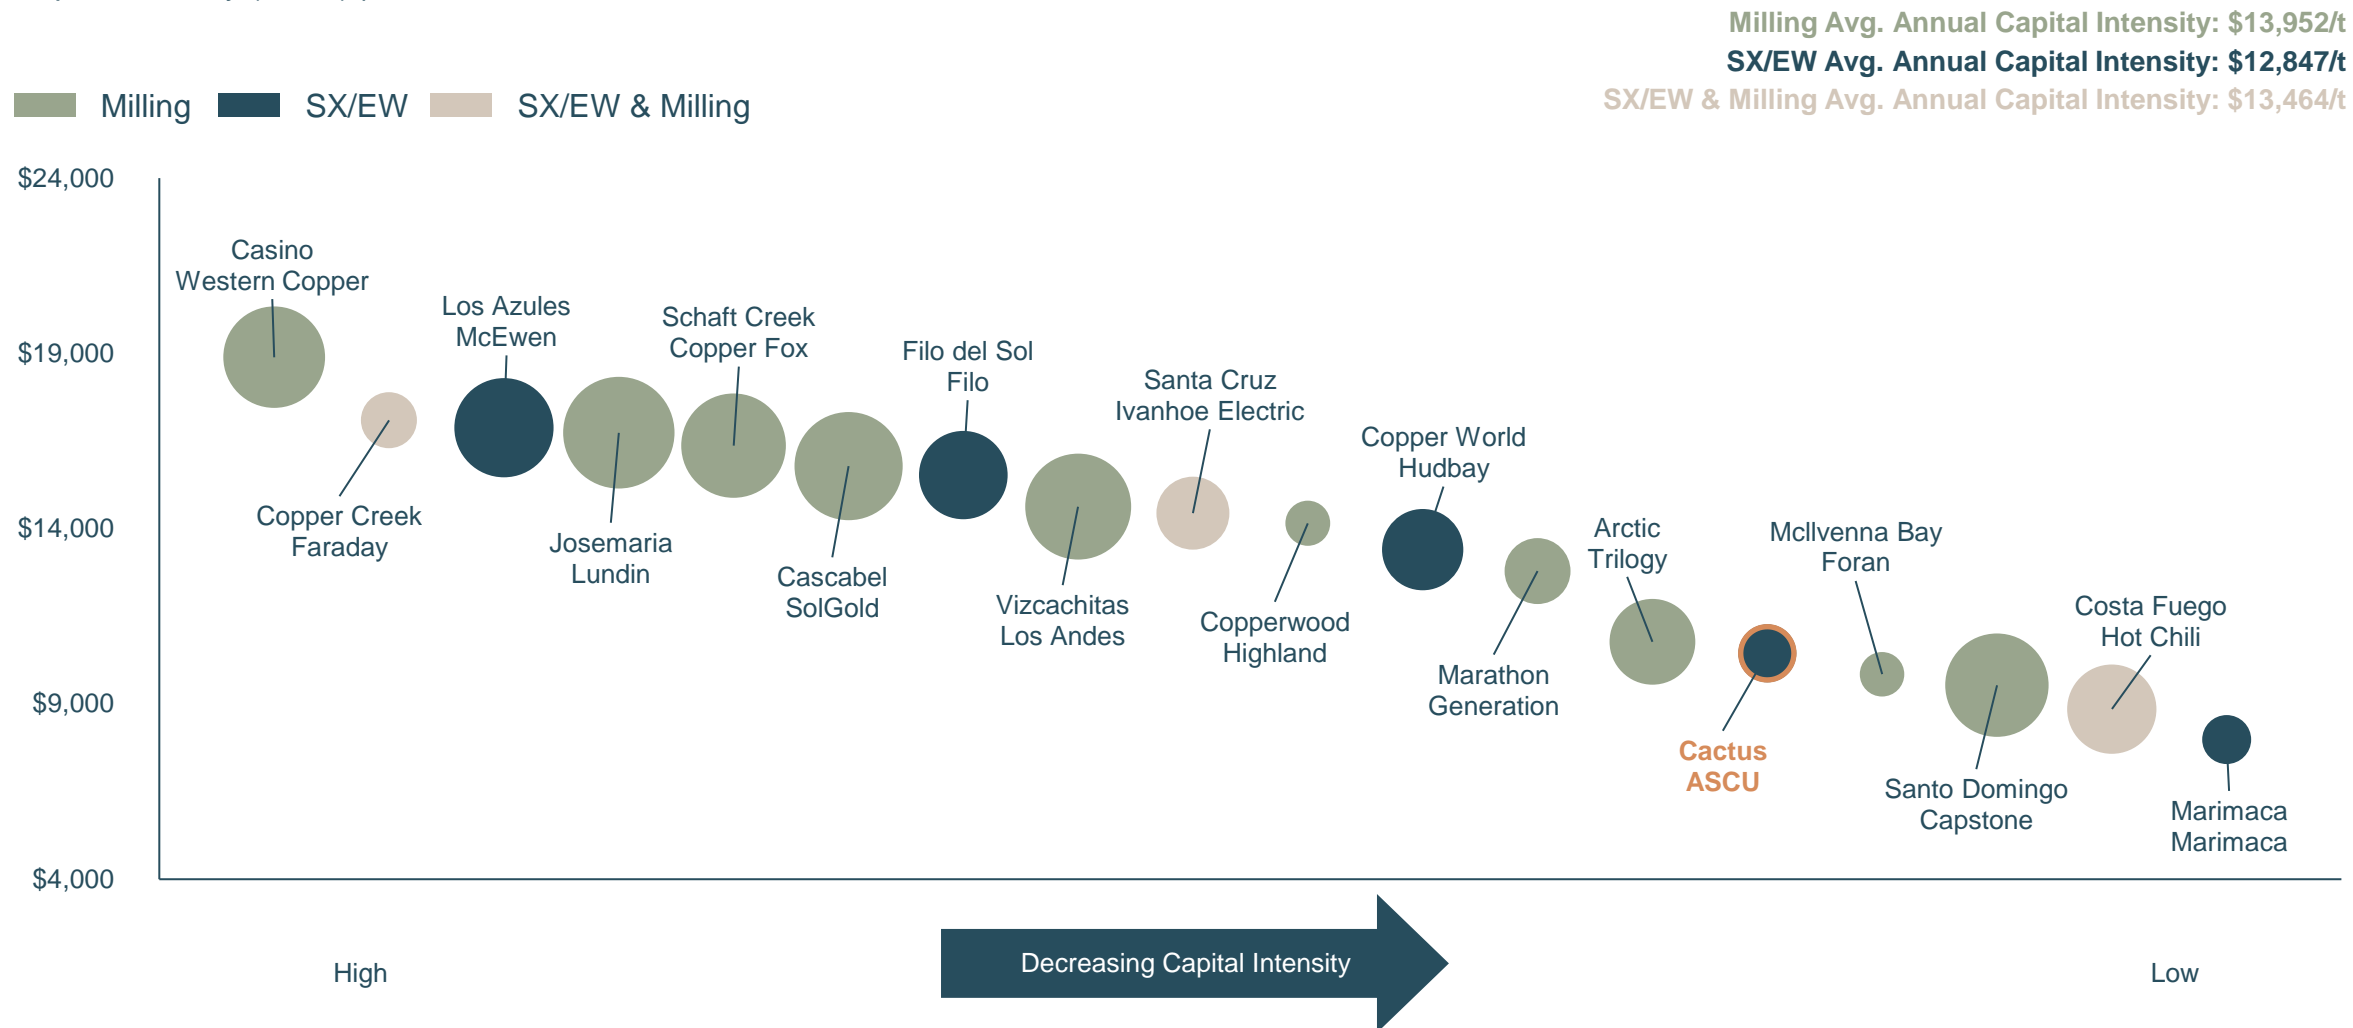 Milling Avg. Annual Capital Intensity: $13,952/t
SX/EW Avg. Annual Capital Intensity: $12,847/t
SX/EW & Milling Avg. Annual Capital Intensity: $13,464/t
Milling
SX/EW
SX/EW & Milling
$24,000
$19,000
$14,000
$9,000
$4,000
Casino
Western Copper
Copper Creek
Faraday
Los Azules
McEwen
Josemaria
Lundin
Schaft Creek
Copper Fox
Cascabel
SolGold
Filo del Sol
Filo
Vizcachitas
Los Andes
Santa Cruz
Ivanhoe Electric
Copperwood
Highland
Copper World
Hudbay
Marathon
Generation
Arctic
Trilogy
Cactus
ASCU
McIlvenna Bay
Foran
Santo Domingo
Capstone
Costa Fuego
Hot Chili
Marimaca
Marimaca
High
Decreasing Capital Intensity
Low